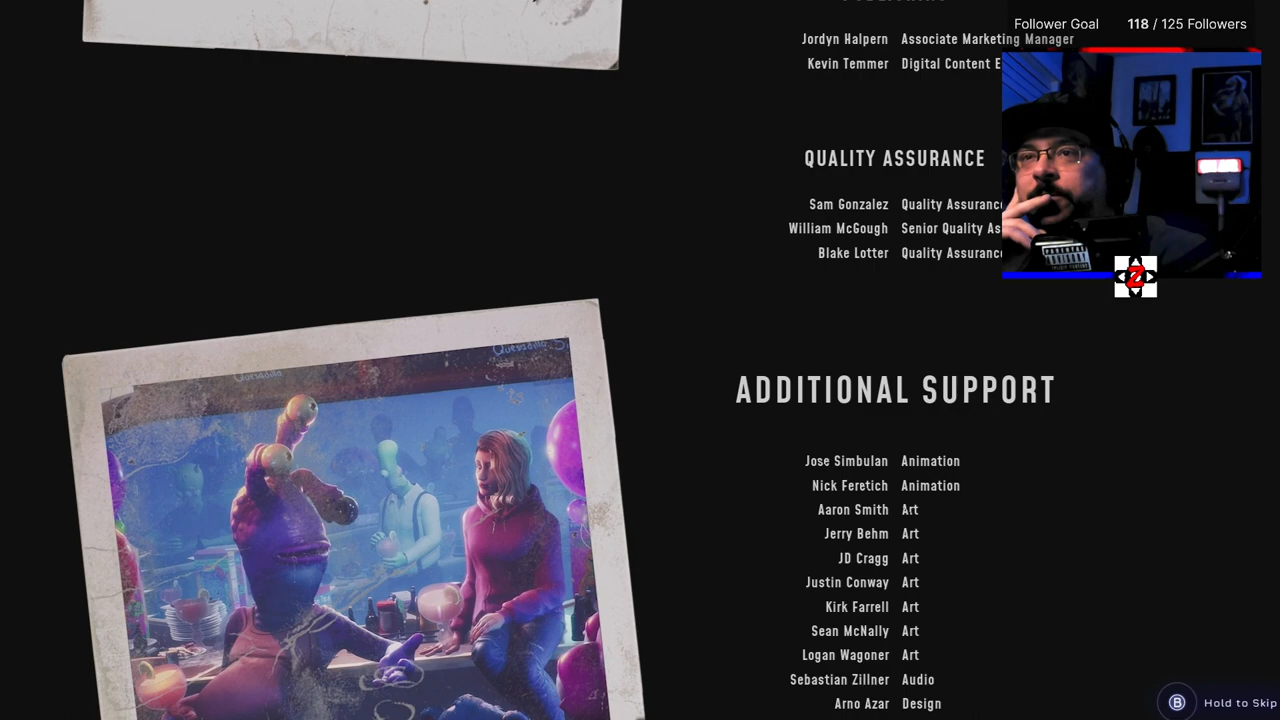 Follower Goal 118 / 125 Followers
Jordyn Halpern Associate Marketing Manager
Kevin Temmer Digital Content E
QUALITY ASSURANCE
Sam Gonzalez Quality Assurance
William McGough Senior Quality As
Blake Lotter Quality Assurance
PARENTAL
ADVISORY
Z
Quesadilla
ADDITIONAL SUPPORT
Jose Simbulan Animation
Nick Feretich Animation
Aaron Smith Art
Jerry Behm Art
JD Cragg Art
Justin Conway Art
Kirk Farrell Art
Sean McNally Art
Logan Wagoner Art
Sebastian Zillner Audio
Arno Azar Design
B Hold to Skip